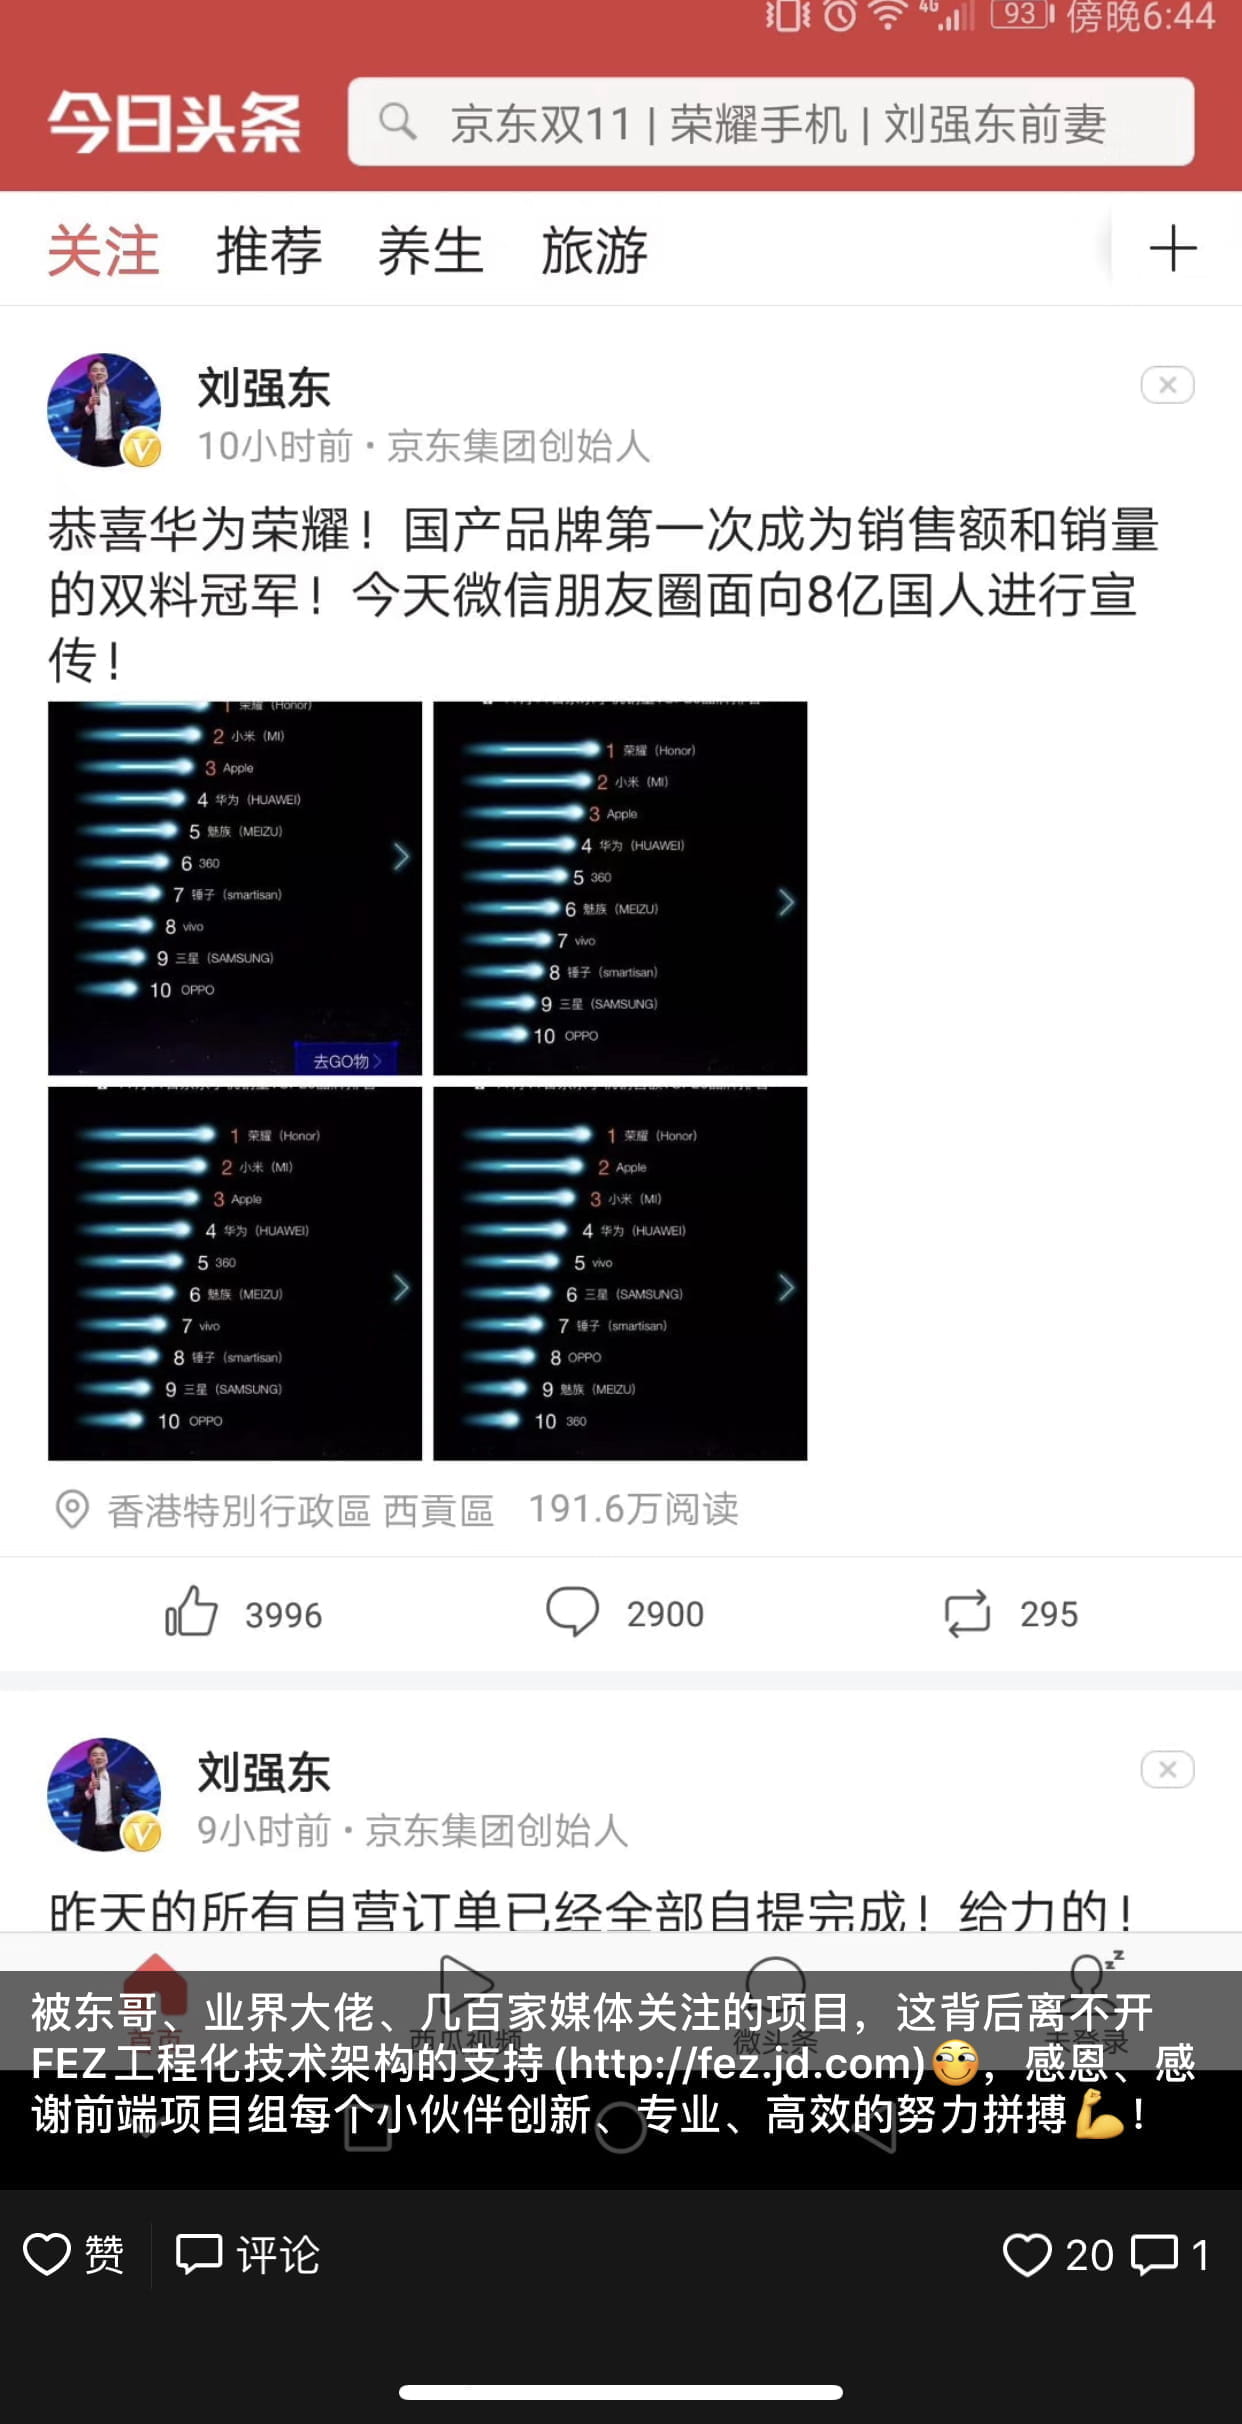 4G 93 傍晚6:44
今日头条
京东双11 | 荣耀手机 | 刘强东前妻
关注 推荐 养生 旅游
刘强东
10小时前 · 京东集团创始人
恭喜华为荣耀！国产品牌第一次成为销售额和销量
的双料冠军！今天微信朋友圈面向8亿国人进行宣
传！
1 荣耀（Honor）
2 小米（MI）
3 Apple
4 华为（HUAWEI）
5 魅族（MEIZU）
6 360
7 锤子（smartisan）
8 vivo
9 三星（SAMSUNG）
10 OPPO
去GO物
1 荣耀（Honor）
2 小米（MI）
3 Apple
4 华为（HUAWEI）
5 360
6 魅族（MEIZU）
7 vivo
8 锤子（smartisan）
9 三星（SAMSUNG）
10 OPPO
1 荣耀（Honor）
2 小米（MI）
3 Apple
4 华为（HUAWEI）
5 360
6 魅族（MEIZU）
7 vivo
8 锤子（smartisan）
9 三星（SAMSUNG）
10 OPPO
1 荣耀（Honor）
2 Apple
3 小米（MI）
4 华为（HUAWEI）
5 vivo
6 三星（SAMSUNG）
7 锤子（smartisan）
8 OPPO
9 魅族（MEIZU）
10 360
香港特別行政區 西貢區 191.6万阅读
3996 2900 295
刘强东
9小时前 · 京东集团创始人
昨天的所有自营订单已经全部自提完成！给力的！
首页 西瓜视频 微头条 未登录
被东哥、业界大佬、几百家媒体关注的项目，这背后离不开
FEZ工程化技术架构的支持 (http://fez.jd.com)🤭，感恩、感
谢前端项目组每个小伙伴创新、专业、高效的努力拼搏💪！
赞 评论 20 1